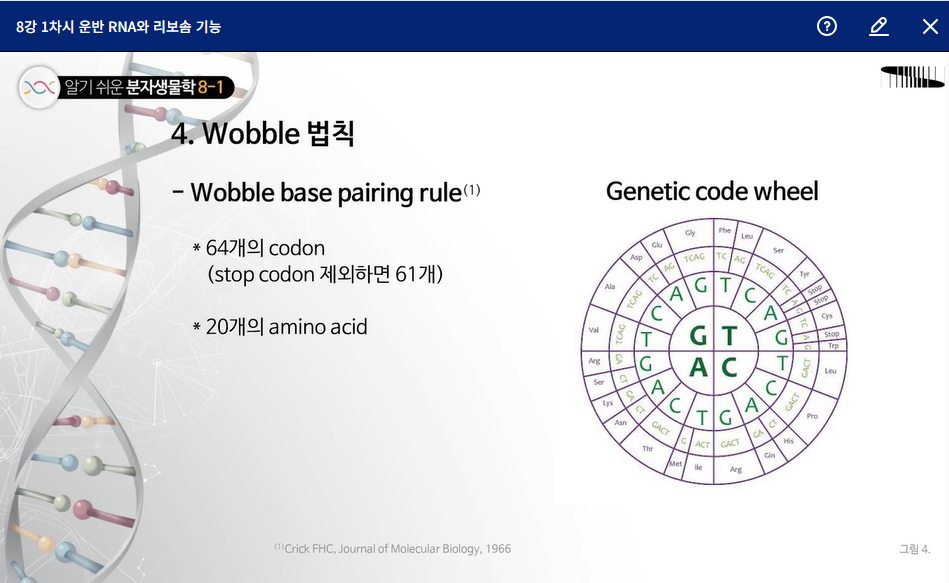 8강 1차시 운반 RNA와 리보솜 기능
알기 쉬운 분자생물학 8-1
4. Wobble 법칙
- Wobble base pairing rule(1)
Genetic code wheel
* 64개의 codon
(stop codon 제외하면 61개)
* 20개의 amino acid
G T
A C
G T C A G T C A G T C A G T C A
Phe
Leu
Ser
Tyr
Stop
Stop
Cys
Stop
Trp
Leu
Pro
His
Gln
Arg
Ile
Met
Thr
Asn
Lys
Ser
Arg
Val
Ala
Asp
Glu
Gly
TC
AG
TCAG
TC
A
G
TC
A
G
GACT
GACT
CT
GA
GACT
ACT
G
GACT
CT
GA
CT
GA
TCAG
TCAG
TC
AG
TCAG
(1)Crick FHC, Journal of Molecular Biology, 1966
그림 4.